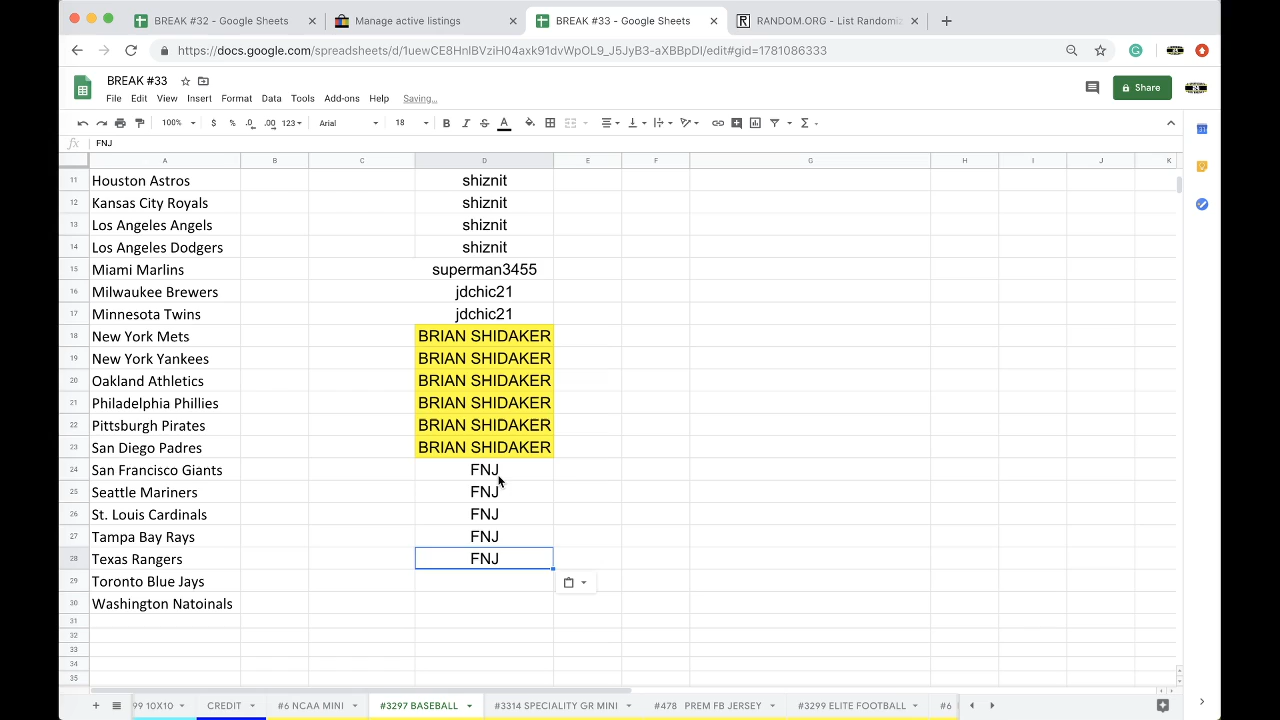 BREAK #32 - Google Sheets × Manage active listings × BREAK #33 - Google Sheets × RANDOM.ORG - List Randomiz × +
https://docs.google.com/spreadsheets/d/1uewCE8HnIBVziH04axk91dvWpOL9_J5JyB3-aXBBpDI/edit#gid=1781086333
BREAK #33
File Edit View Insert Format Data Tools Add-ons Help Saving...
Share
100% $ % .0 .00 123 Arial 18 B I S A
fx FNJ
A B C D E F G H I J K
11 Houston Astros shiznit
12 Kansas City Royals shiznit
13 Los Angeles Angels shiznit
14 Los Angeles Dodgers shiznit
15 Miami Marlins superman3455
16 Milwaukee Brewers jdchic21
17 Minnesota Twins jdchic21
18 New York Mets BRIAN SHIDAKER
19 New York Yankees BRIAN SHIDAKER
20 Oakland Athletics BRIAN SHIDAKER
21 Philadelphia Phillies BRIAN SHIDAKER
22 Pittsburgh Pirates BRIAN SHIDAKER
23 San Diego Padres BRIAN SHIDAKER
24 San Francisco Giants FNJ
25 Seattle Mariners FNJ
26 St. Louis Cardinals FNJ
27 Tampa Bay Rays FNJ
28 Texas Rangers FNJ
29 Toronto Blue Jays
30 Washington Natoinals
31
32
33
34
35
99 10X10 CREDIT #6 NCAA MINI #3297 BASEBALL #3314 SPECIALITY GR MINI #478 PREM FB JERSEY #3299 ELITE FOOTBALL #6